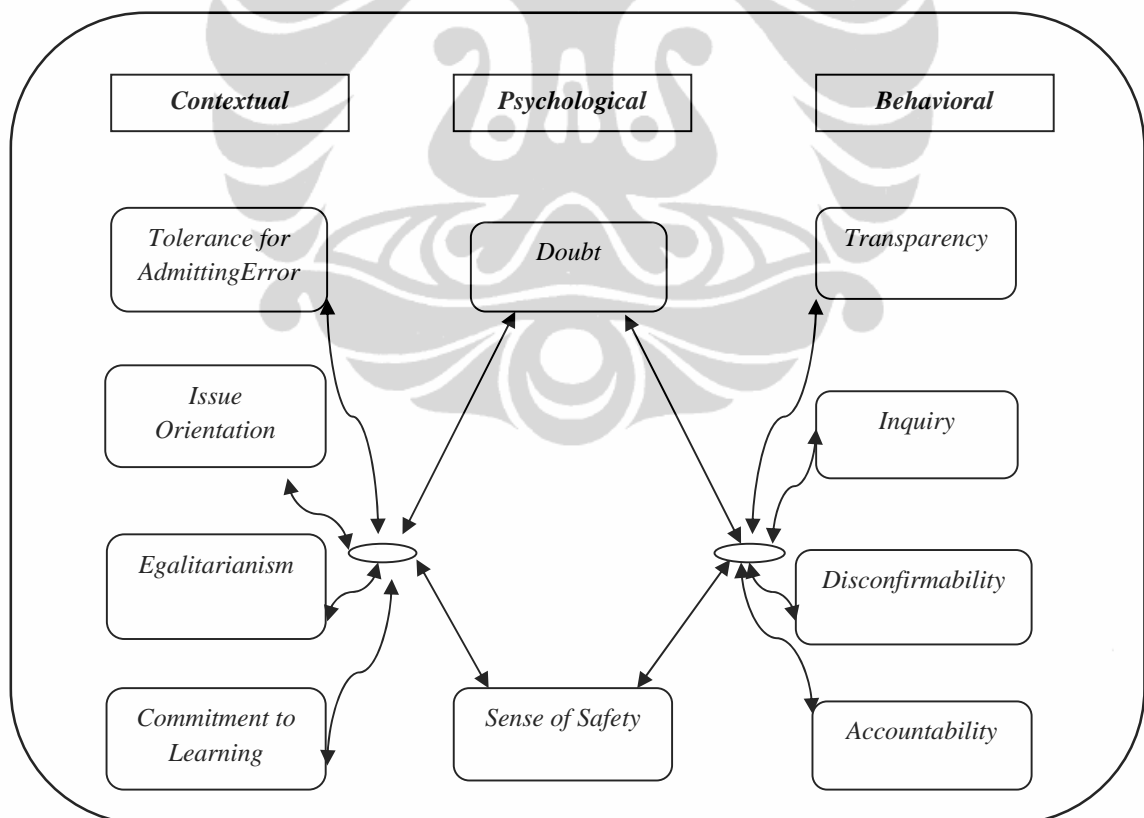 Contextual
Psychological
Behavioral
Tolerance for
AdmittingError
Doubt
Transparency
Issue
Orientation
Inquiry
Egalitarianism
Disconfirmability
Commitment to
Learning
Sense of Safety
Accountability